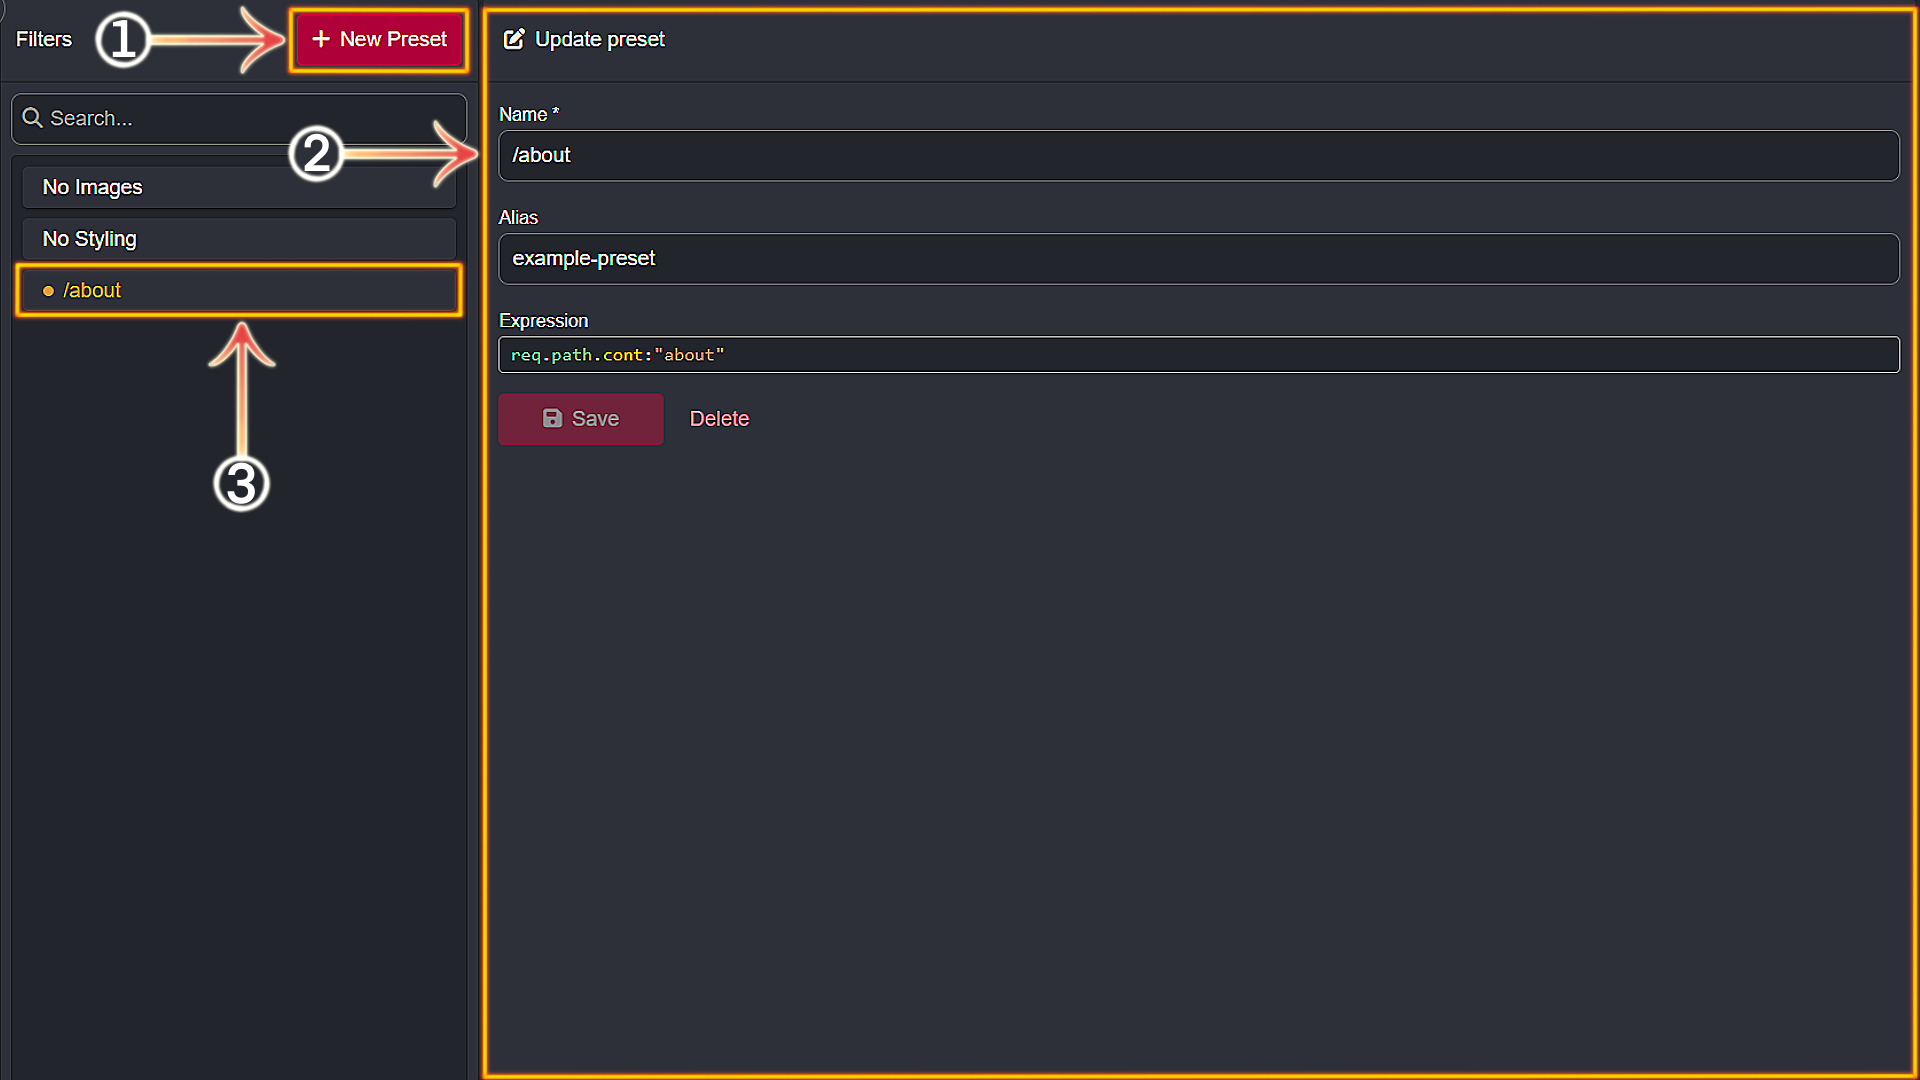 Filters
1
+ New Preset
Search...
2
No Images
No Styling
/about
3
Update preset
Name *
/about
Alias
example-preset
Expression
req.path.cont:"about"
Save
Delete